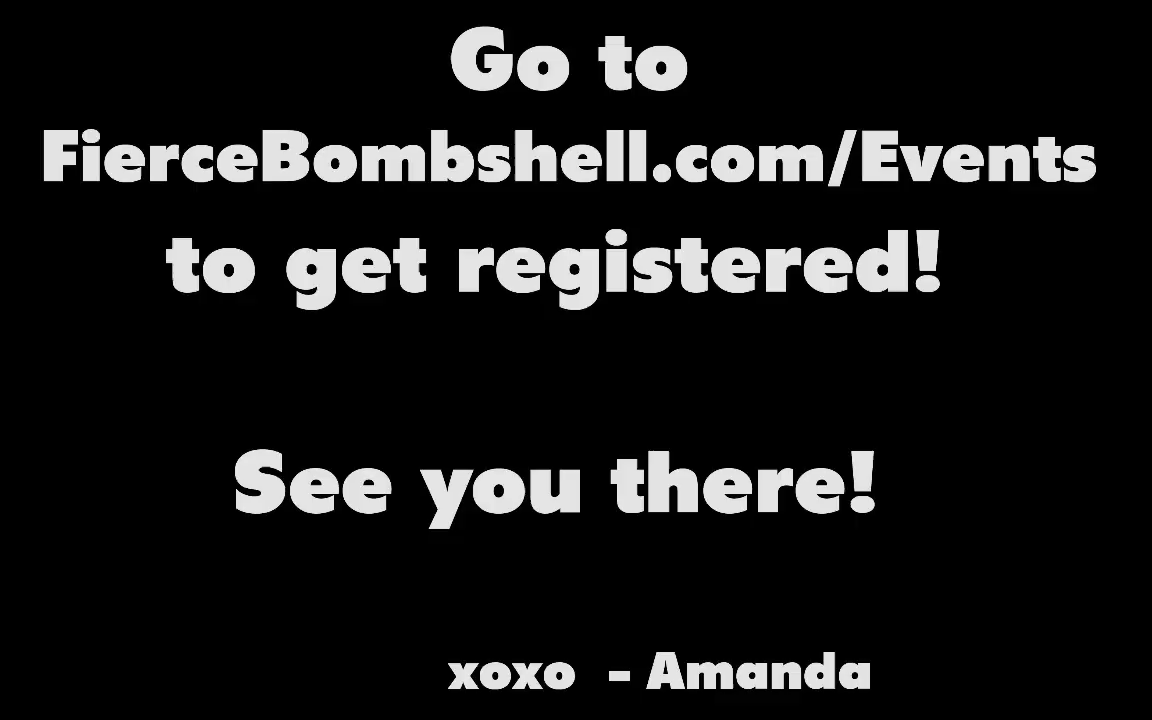 Go to
FierceBombshell.com/Events
to get registered!
See you there!
xoxo - Amanda